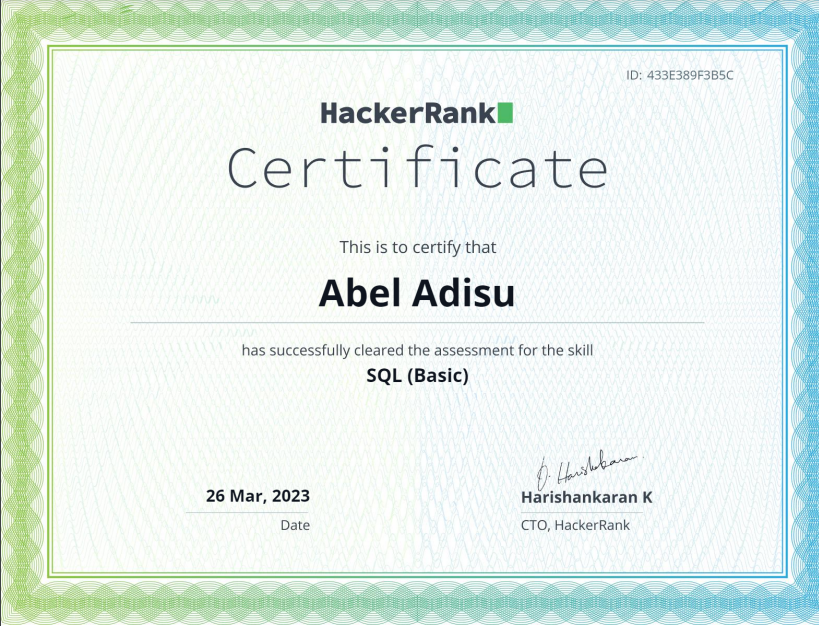 ID: 433E389F3B5C
HackerRank
Certificate
This is to certify that
Abel Adisu
has successfully cleared the assessment for the skill
SQL (Basic)
26 Mar, 2023
Date
Harishankaran K
CTO, HackerRank